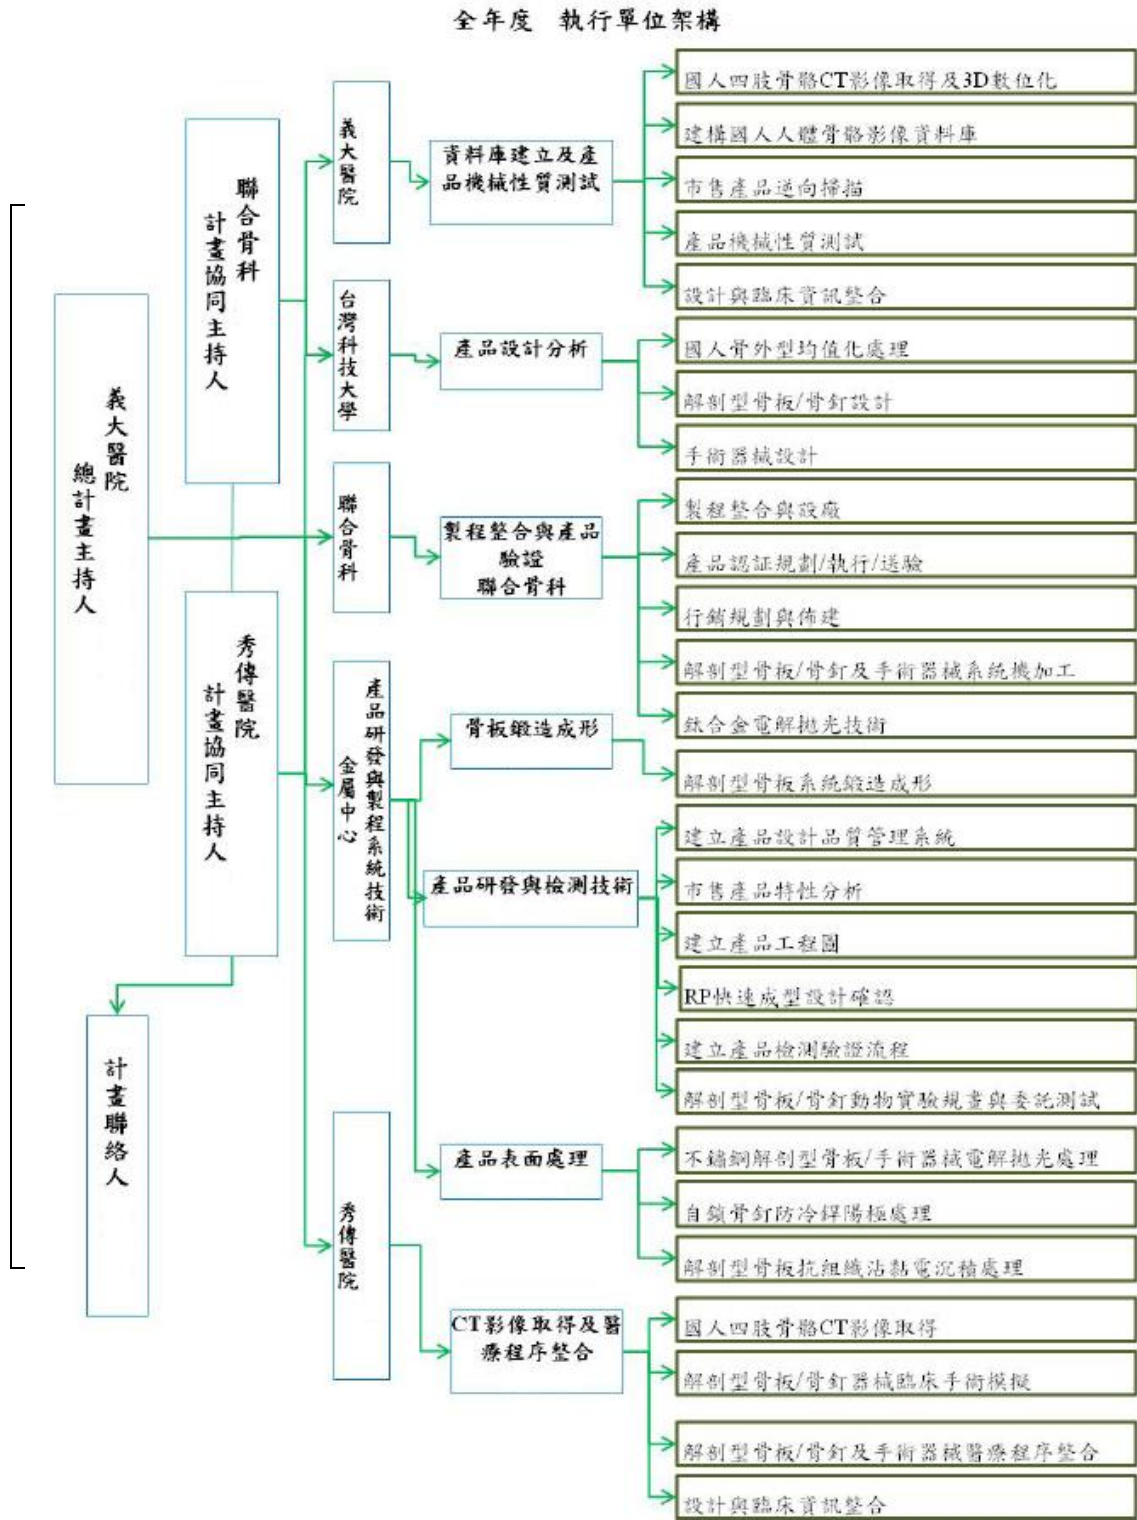 全年度　執行單位架構
義大醫院
總計畫主持人
聯合骨科
計畫協同主持人
秀傳醫院
計畫協同主持人
計畫聯絡人
義大醫院
資料庫建立及產
品機械性質測試
國人四肢骨骼CT影像取得及3D數位化
建構國人人體骨骼影像資料庫
市售產品逆向掃描
產品機械性質測試
設計與臨床資訊整合
台灣科技大學
產品設計分析
國人骨外型均值化處理
解剖型骨板/骨釘設計
手術器械設計
聯合骨科
製程整合與產品
驗證
聯合骨科
製程整合與設廠
產品認証規劃/執行/送驗
行銷規劃與佈建
解剖型骨板/骨釘及手術器械系統機加工
鈦合金電解拋光技術
產品研發與製程系統技術
金屬中心
骨板鍛造成形
解剖型骨板系統鍛造成形
產品研發與檢測技術
建立產品設計品質管理系統
市售產品特性分析
建立產品工程圖
RP快速成型設計確認
建立產品檢測驗證流程
解剖型骨板/骨釘動物實驗規畫與委託測試
產品表面處理
不鏽鋼解剖型骨板/手術器械電解拋光處理
自鎖骨釘防冷銲陽極處理
解剖型骨板抗組織沾黏電沉積處理
秀傳醫院
CT影像取得及醫
療程序整合
國人四肢骨骼CT影像取得
解剖型骨板/骨釘器械臨床手術模擬
解剖型骨板/骨釘及手術器械醫療程序整合
設計與臨床資訊整合